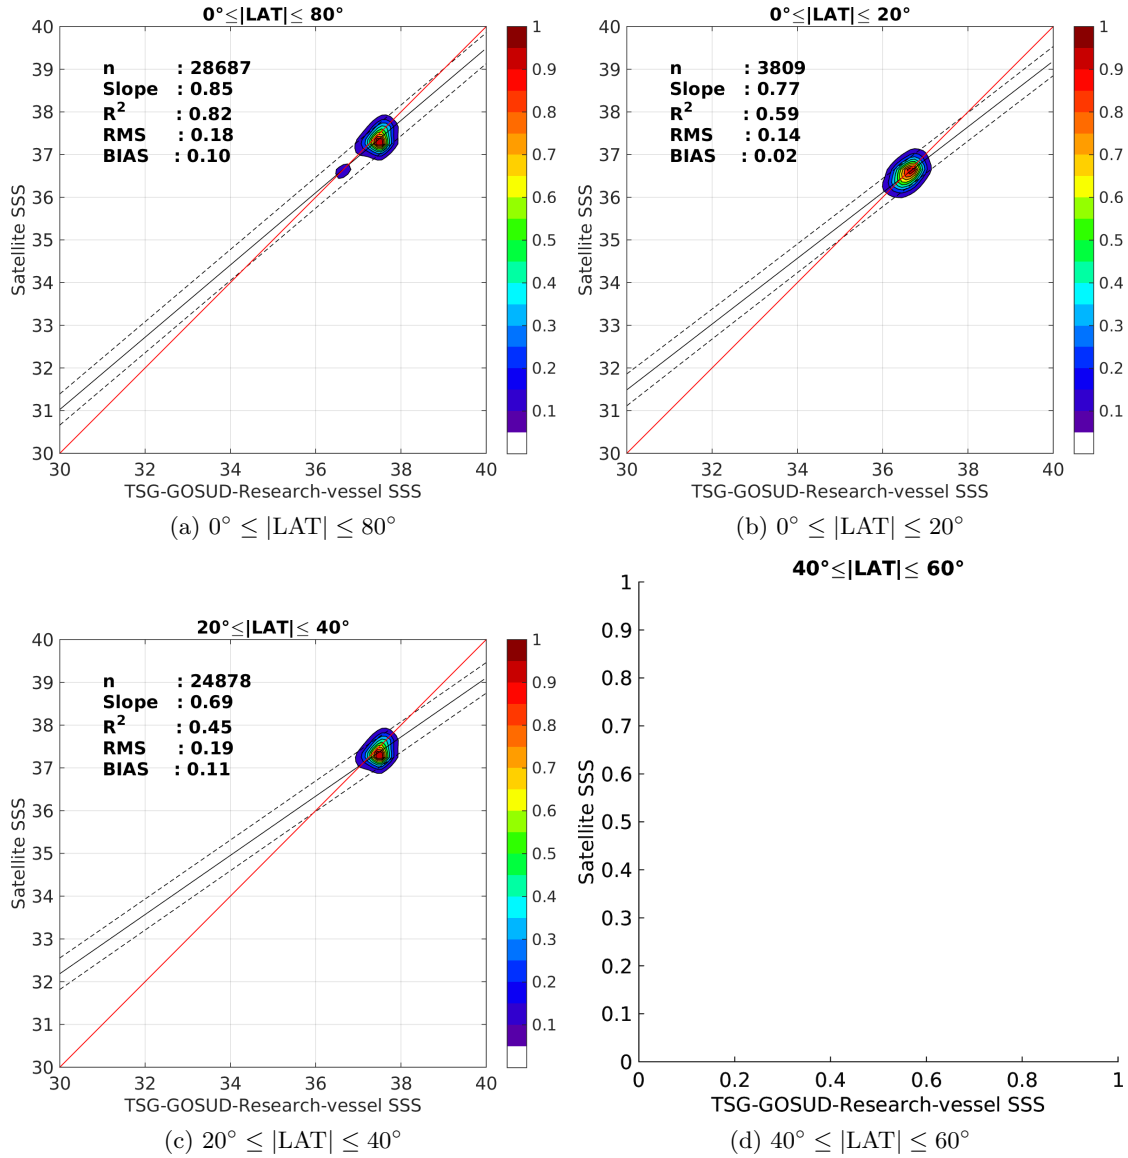 0°≤|LAT|≤ 80°
40
39
38
37
36
35
34
33
32
31
30
Satellite SSS
n : 28687
Slope : 0.85
R2 : 0.82
RMS : 0.18
BIAS : 0.10
30 32 34 36 38 40
TSG-GOSUD-Research-vessel SSS
1
0.9
0.8
0.7
0.6
0.5
0.4
0.3
0.2
0.1
(a) 0° ≤ |LAT| ≤ 80°
0°≤|LAT|≤ 20°
40
39
38
37
36
35
34
33
32
31
30
Satellite SSS
n : 3809
Slope : 0.77
R2 : 0.59
RMS : 0.14
BIAS : 0.02
30 32 34 36 38 40
TSG-GOSUD-Research-vessel SSS
1
0.9
0.8
0.7
0.6
0.5
0.4
0.3
0.2
0.1
(b) 0° ≤ |LAT| ≤ 20°
20°≤|LAT|≤ 40°
40
39
38
37
36
35
34
33
32
31
30
Satellite SSS
n : 24878
Slope : 0.69
R2 : 0.45
RMS : 0.19
BIAS : 0.11
30 32 34 36 38 40
TSG-GOSUD-Research-vessel SSS
1
0.9
0.8
0.7
0.6
0.5
0.4
0.3
0.2
0.1
(c) 20° ≤ |LAT| ≤ 40°
40°≤|LAT|≤ 60°
1
0.9
0.8
0.7
0.6
0.5
0.4
0.3
0.2
0.1
0
Satellite SSS
0 0.2 0.4 0.6 0.8 1
TSG-GOSUD-Research-vessel SSS
(d) 40° ≤ |LAT| ≤ 60°